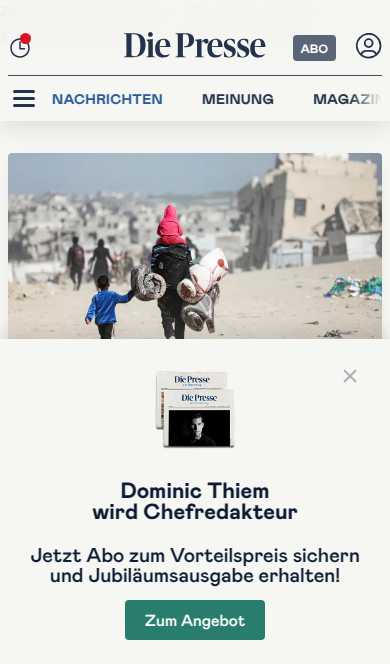 Die Presse
ABO
NACHRICHTEN MEINUNG MAGAZIN
Die Presse
Die Presse
Dominic Thiem
wird Chefredakteur
Jetzt Abo zum Vorteilspreis sichern
und Jubiläumsausgabe erhalten!
Zum Angebot